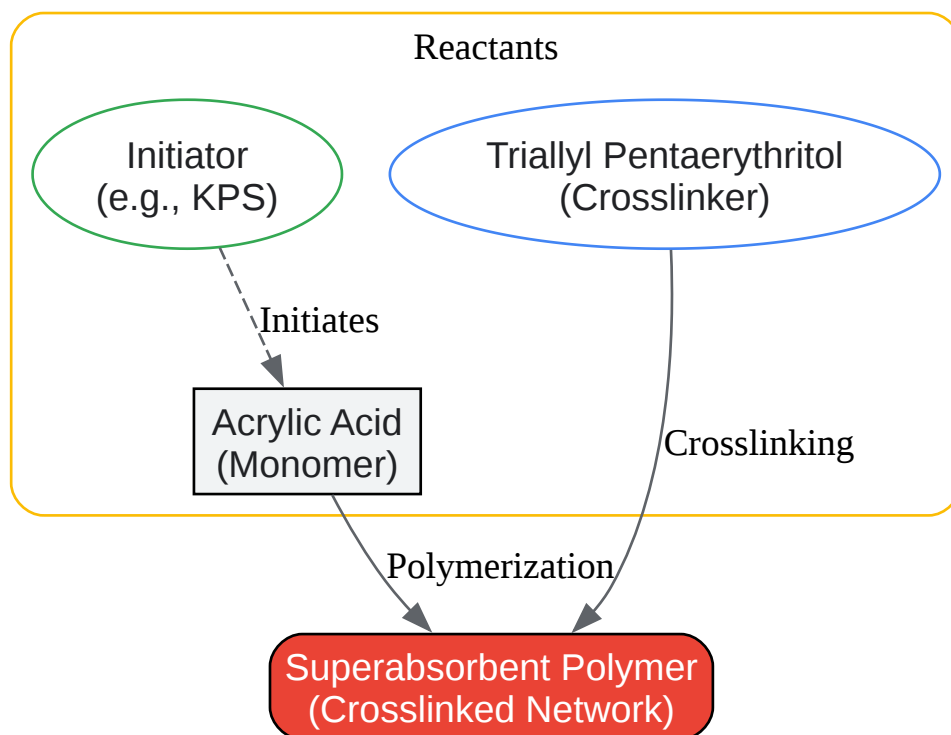 Reactants
Initiator
(e.g., KPS)
Triallyl Pentaerythritol
(Crosslinker)
Initiates
Acrylic Acid
(Monomer)
Crosslinking
Polymerization
Superabsorbent Polymer
(Crosslinked Network)